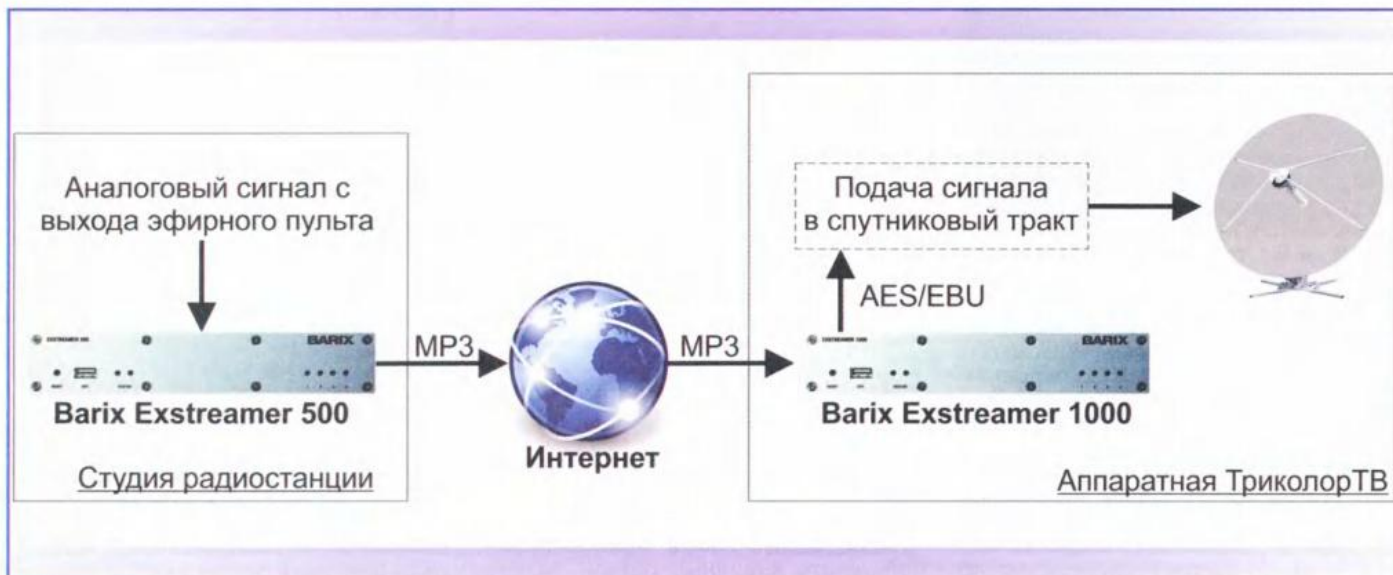 Аналоговый сигнал с
выхода эфирного пульта
BARIX
Barix Exstreamer 500
Студия радиостанции
MP3
Интернет
MP3
Подача сигнала
в спутниковый тракт
AES/EBU
BARIX
Barix Exstreamer 1000
Аппаратная ТриколорТВ